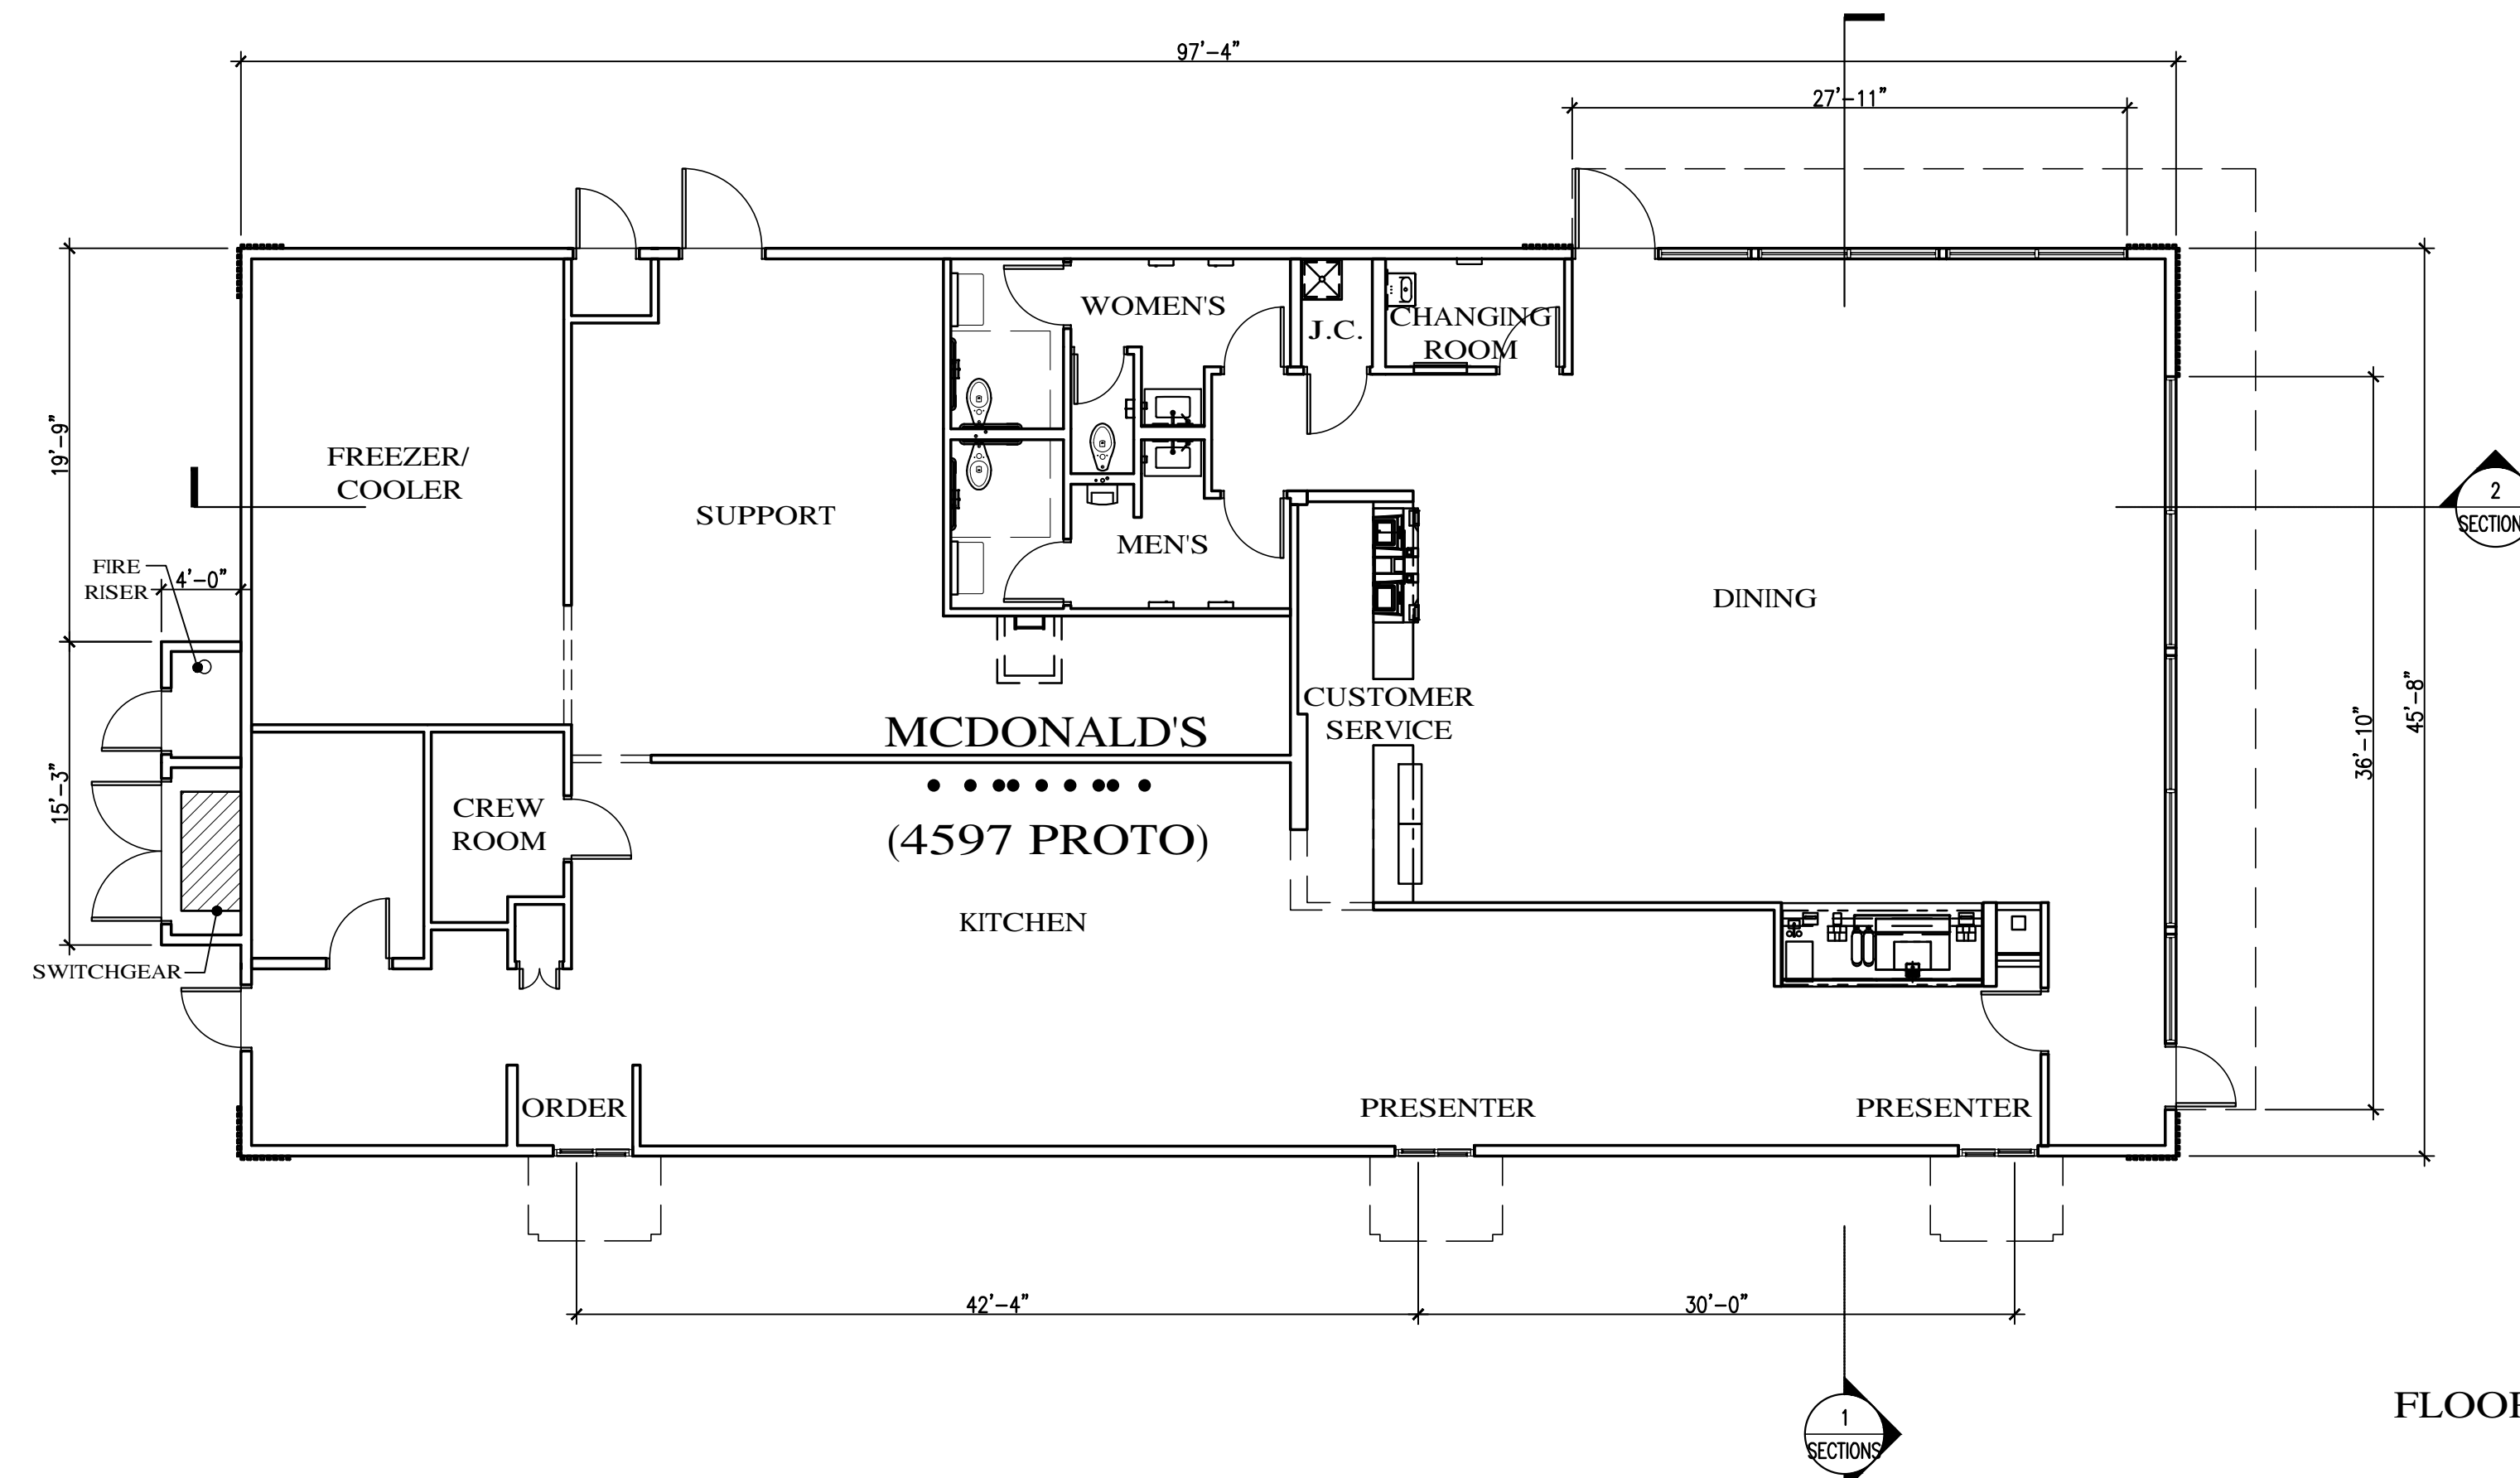 97'-4"
27'-11"
WOMEN'S
J.C.
CHANGING
ROOM
19'-9"
FREEZER/
COOLER
SUPPORT
MEN'S
2
SECTION
FIRE
RISER
4'-0"
DINING
CUSTOMER
SERVICE
36'-10"
45'-8"
MCDONALD'S
15'-3"
CREW
ROOM
(4597 PROTO)
KITCHEN
SWITCHGEAR
ORDER
PRESENTER
PRESENTER
42'-4"
30'-0"
1
SECTIONS
FLOOR